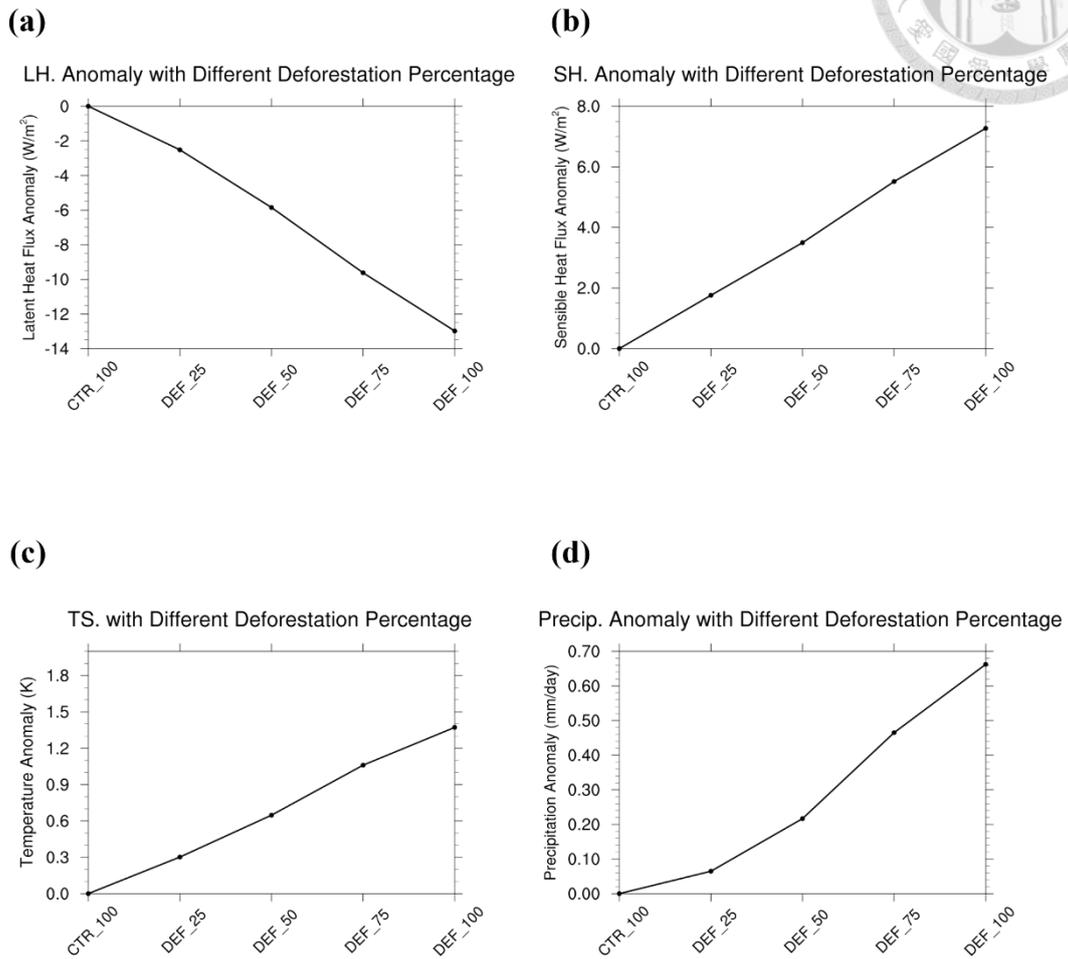 (a)
(b)
LH. Anomaly with Different Deforestation Percentage
Latent Heat Flux Anomaly (W/m²)
0
-2
-4
-6
-8
-10
-12
-14
CTR_100
DEF_25
DEF_50
DEF_75
DEF_100
愛國愛
學
SH. Anomaly with Different Deforestation Percentage
Sensible Heat Flux Anomaly (W/m²)
8.0
6.0
4.0
2.0
0.0
CTR_100
DEF_25
DEF_50
DEF_75
DEF_100
(c)
(d)
TS. with Different Deforestation Percentage
Temperature Anomaly (K)
1.8
1.5
1.2
0.9
0.6
0.3
0.0
CTR_100
DEF_25
DEF_50
DEF_75
DEF_100
Precip. Anomaly with Different Deforestation Percentage
Precipitation Anomaly (mm/day)
0.70
0.60
0.50
0.40
0.30
0.20
0.10
0.00
CTR_100
DEF_25
DEF_50
DEF_75
DEF_100